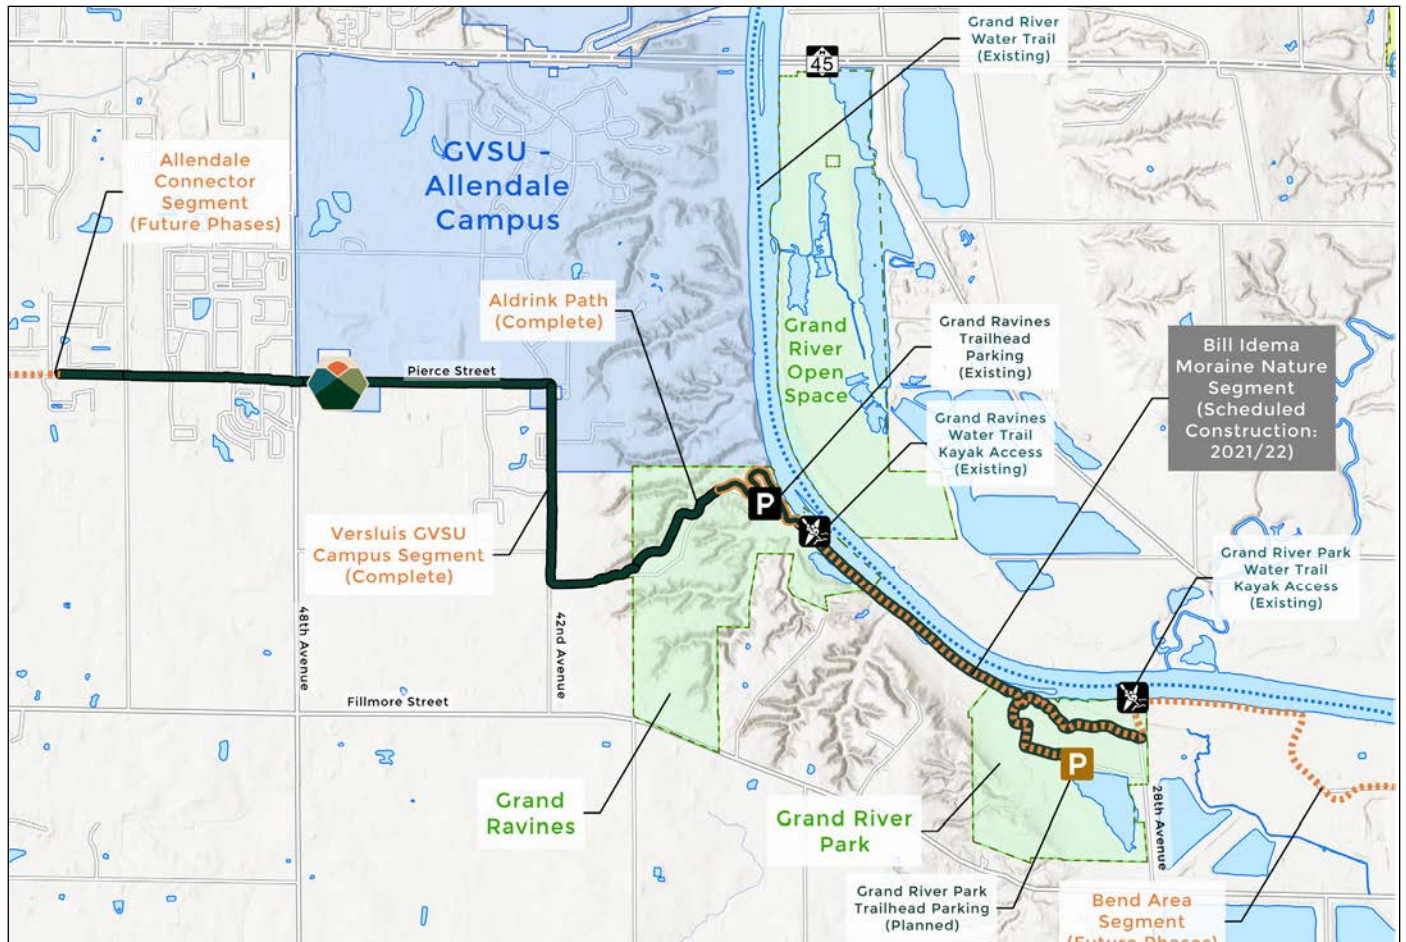 Grand River
Water Trail
(Existing)
45
Allendale
Connector
Segment
(Future Phases)
GVSU -
Allendale
Campus
Aldrink Path
(Complete)
Grand
River
Open
Space
Grand Ravines
Trailhead
Parking
(Existing)
Bill Idema
Moraine Nature
Segment
(Scheduled
Construction:
2021/22)
Pierce Street
Grand Ravines
Water Trail
Kayak Access
(Existing)
P
Versluis GVSU
Campus Segment
(Complete)
Grand River Park
Water Trail
Kayak Access
(Existing)
48th Avenue
42nd Avenue
Fillmore Street
P
Grand
Ravines
Grand River
Park
28th Avenue
Grand River Park
Trailhead Parking
(Planned)
Bend Area
Segment
(Future Phases)